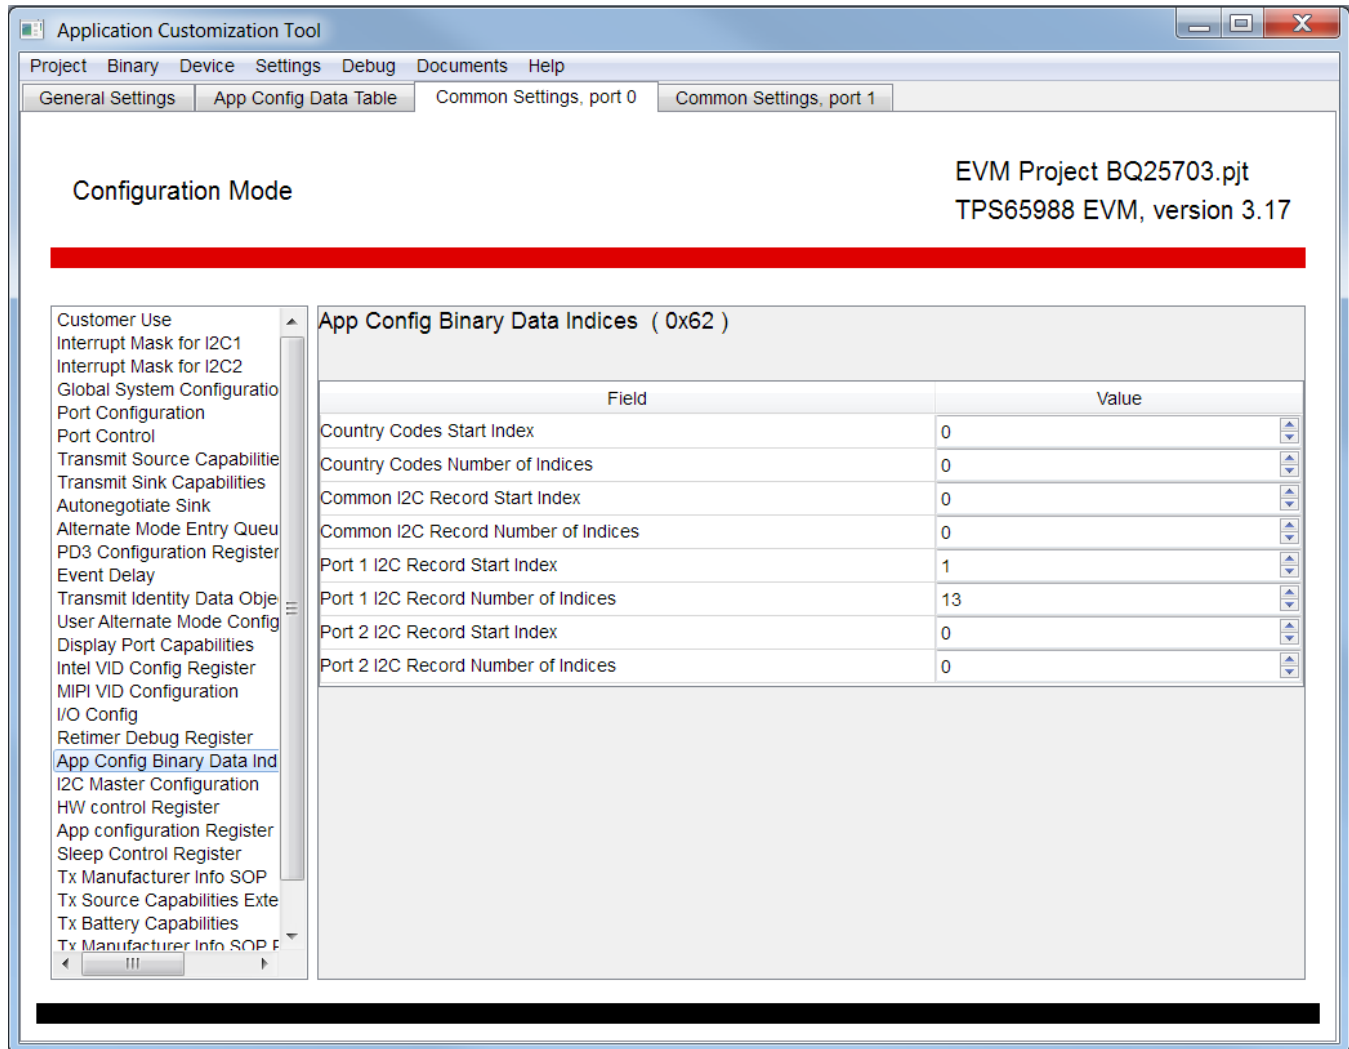 Application Customization Tool
Project Binary Device Settings Debug Documents Help
General Settings App Config Data Table Common Settings, port 0 Common Settings, port 1
Configuration Mode
EVM Project BQ25703.pjt
TPS65988 EVM, version 3.17
Customer Use
Interrupt Mask for I2C1
Interrupt Mask for I2C2
Global System Configuratio
Port Configuration
Port Control
Transmit Source Capabilitie
Transmit Sink Capabilities
Autonegotiate Sink
Alternate Mode Entry Queu
PD3 Configuration Register
Event Delay
Transmit Identity Data Obje
User Alternate Mode Config
Display Port Capabilities
Intel VID Config Register
MIPI VID Configuration
I/O Config
Retimer Debug Register
App Config Binary Data Ind
I2C Master Configuration
HW control Register
App configuration Register
Sleep Control Register
Tx Manufacturer Info SOP
Tx Source Capabilities Exte
Tx Battery Capabilities
Tx Manufacturer Info SOP P
App Config Binary Data Indices ( 0x62 )
Field Value
Country Codes Start Index 0
Country Codes Number of Indices 0
Common I2C Record Start Index 0
Common I2C Record Number of Indices 0
Port 1 I2C Record Start Index 1
Port 1 I2C Record Number of Indices 13
Port 2 I2C Record Start Index 0
Port 2 I2C Record Number of Indices 0